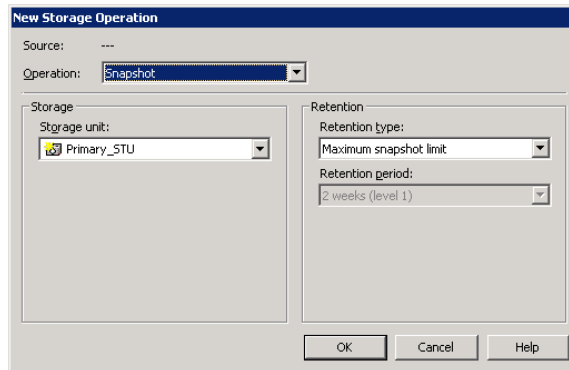 New Storage Operation
Source: ---
Operation: Snapshot
Storage
Storage unit:
Primary_STU
Retention
Retention type:
Maximum snapshot limit
Retention period:
2 weeks (level 1)
OK Cancel Help